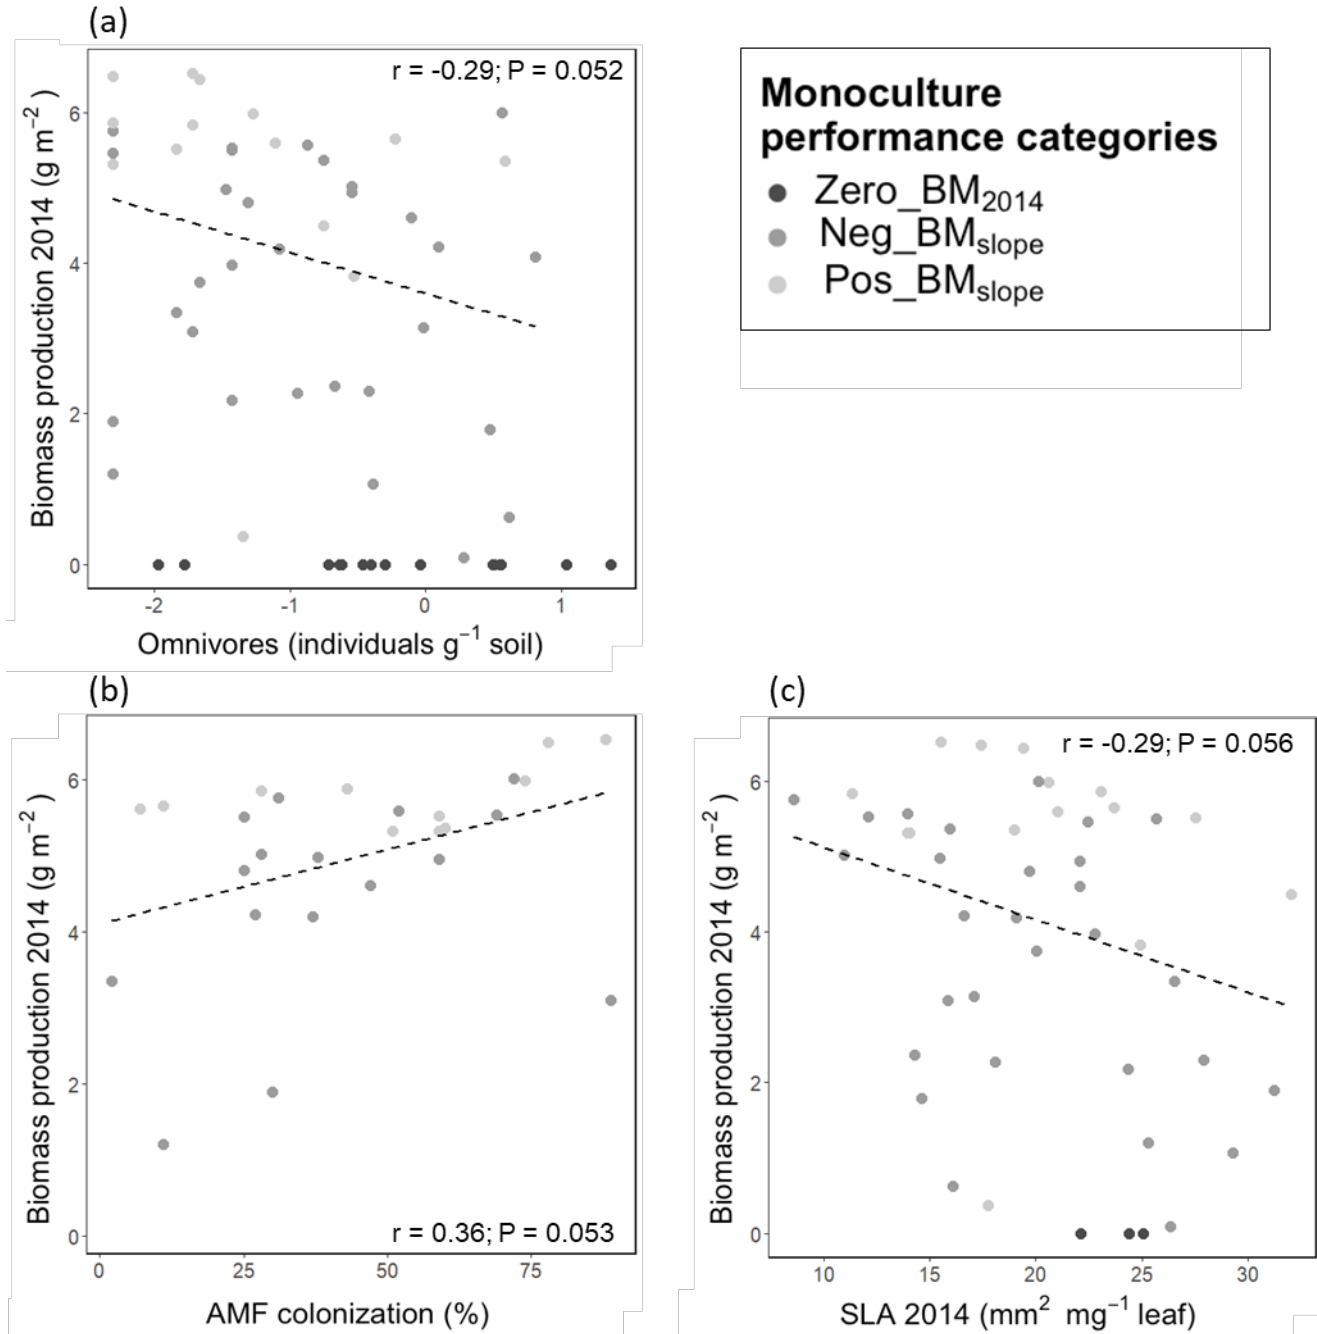 (a)
r = -0.29; P = 0.052
Biomass production 2014 (g m⁻² )
6
4
2
0
-2 -1 0 1
Omnivores (individuals g⁻¹ soil)
Monoculture
performance categories
Zero_BM₂₀₁₄
Neg_BMslope
Pos_BMslope
(b)
Biomass production 2014 (g m⁻² )
6
4
2
0
r = 0.36; P = 0.053
0 25 50 75
AMF colonization (%)
(c)
r = -0.29; P = 0.056
Biomass production 2014 (g m⁻² )
6
4
2
0
10 15 20 25 30
SLA 2014 (mm² mg⁻¹ leaf)